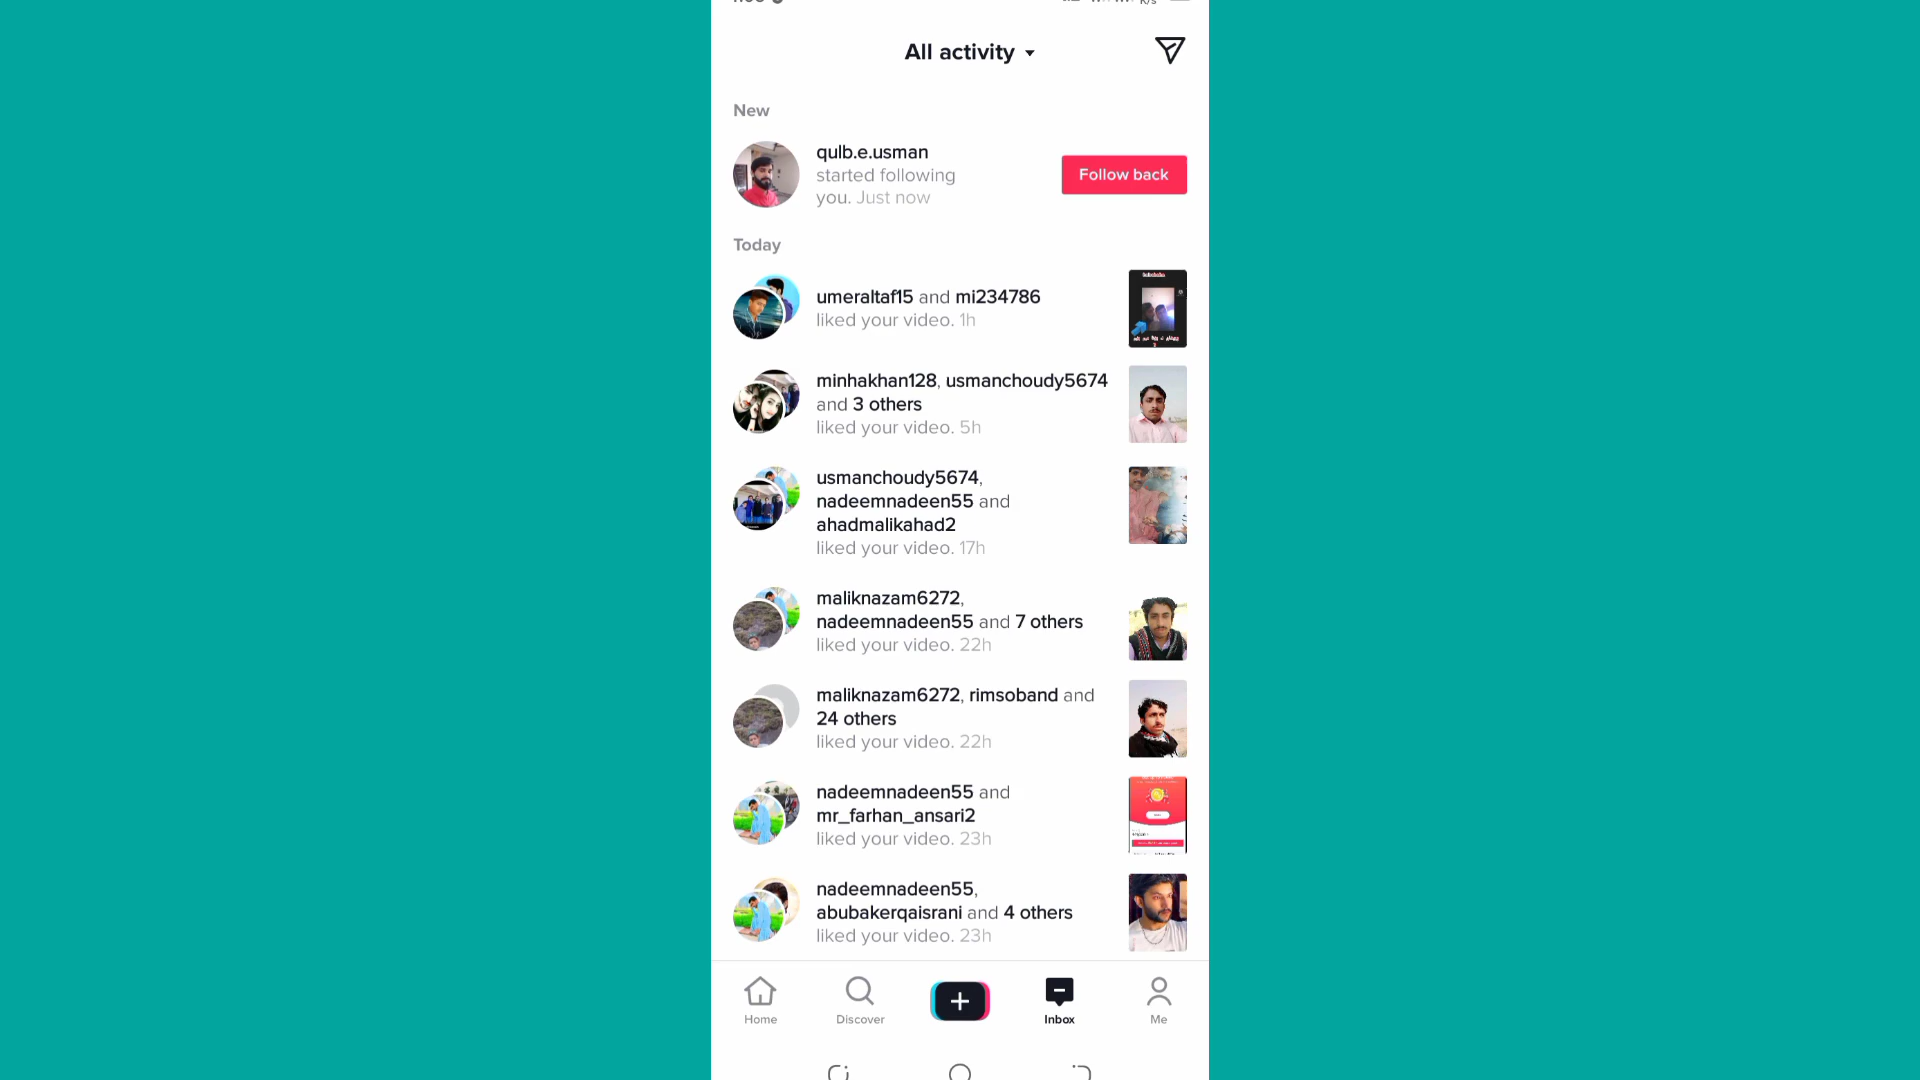 All activity
New
qulb.e.usman
started following
you. Just now
Follow back
Today
umeraltaf15 and mi234786
liked your video. 1h
minhakhan128, usmanchoudy5674
and 3 others
liked your video. 5h
usmanchoudy5674,
nadeemnadeen55 and
ahadmalikahad2
liked your video. 17h
maliknazam6272,
nadeemnadeen55 and 7 others
liked your video. 22h
maliknazam6272, rimsoband and
24 others
liked your video. 22h
nadeemnadeen55 and
mr_farhan_ansari2
liked your video. 23h
nadeemnadeen55,
abubakerqaisrani and 4 others
liked your video. 23h
Home
Discover
Inbox
Me